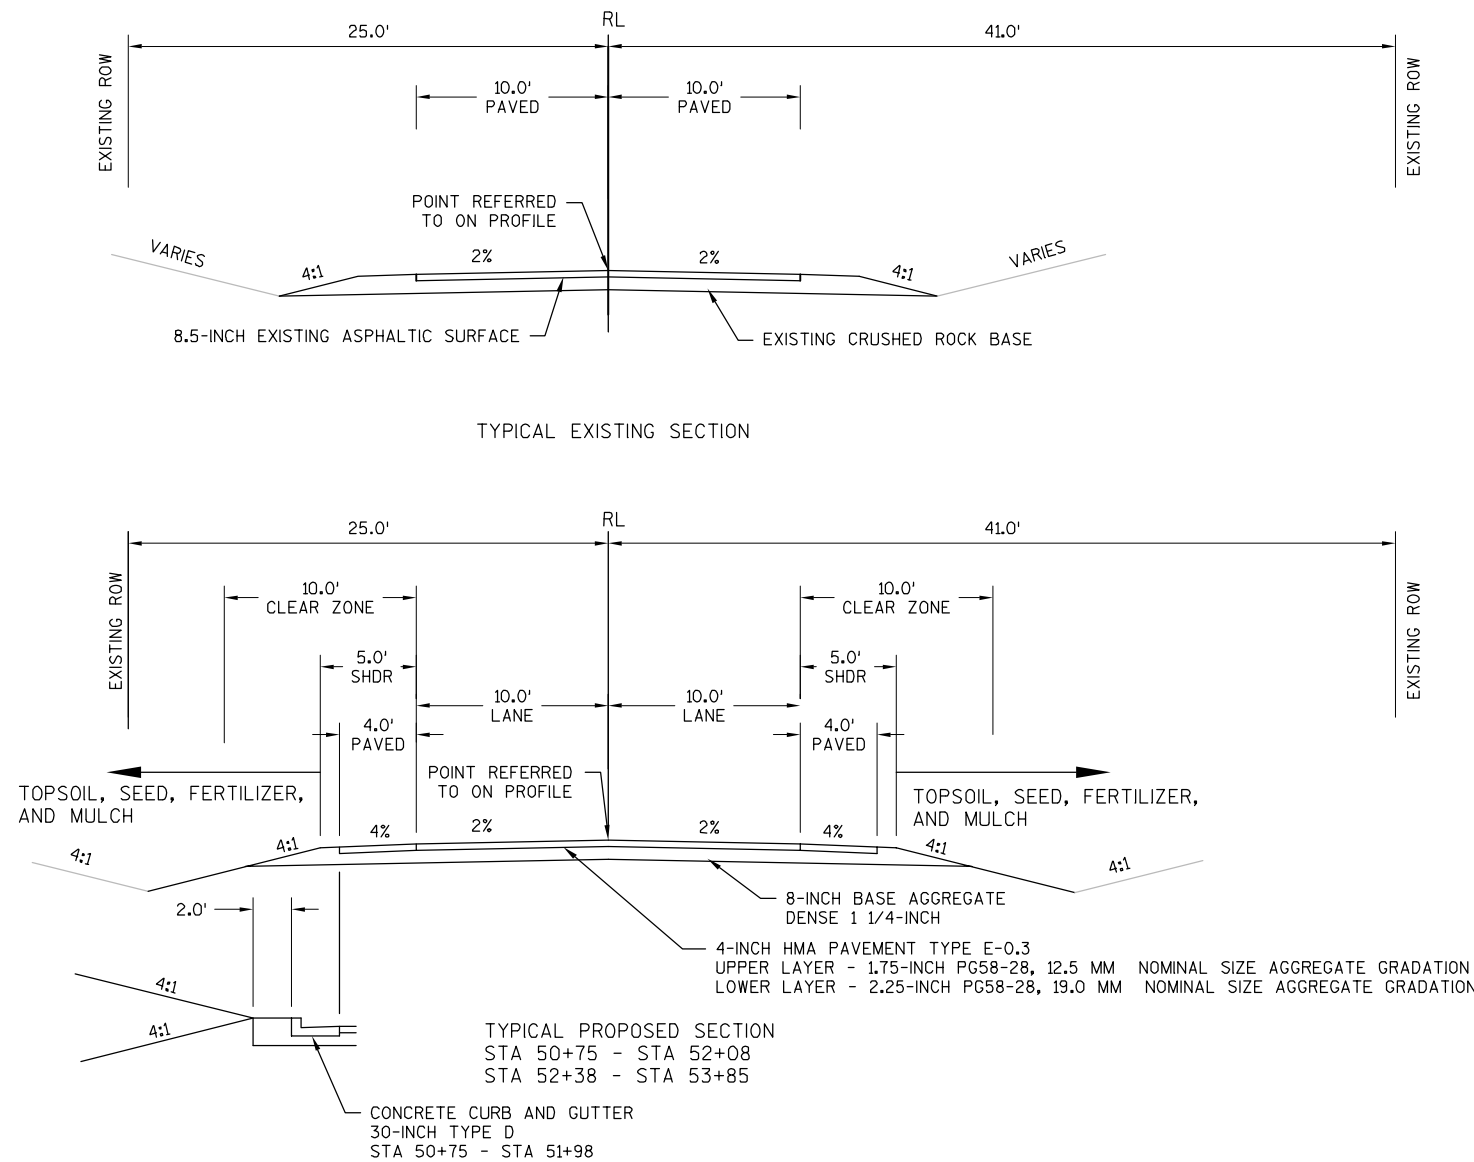 RL
25.0'
41.0'
EXISTING ROW
EXISTING ROW
10.0'
PAVED
10.0'
PAVED
POINT REFERRED
TO ON PROFILE
VARIES
4:1
2%
2%
4:1
VARIES
8.5-INCH EXISTING ASPHALTIC SURFACE
EXISTING CRUSHED ROCK BASE
TYPICAL EXISTING SECTION
RL
25.0'
41.0'
EXISTING ROW
EXISTING ROW
10.0'
CLEAR ZONE
10.0'
CLEAR ZONE
5.0'
SHDR
5.0'
SHDR
10.0'
LANE
10.0'
LANE
4.0'
PAVED
4.0'
PAVED
POINT REFERRED
TO ON PROFILE
TOPSOIL, SEED, FERTILIZER,
AND MULCH
TOPSOIL, SEED, FERTILIZER,
AND MULCH
4:1
4:1
4%
2%
2%
4%
4:1
4:1
8-INCH BASE AGGREGATE
DENSE 1 1/4-INCH
2.0'
4-INCH HMA PAVEMENT TYPE E-0.3
UPPER LAYER - 1.75-INCH PG58-28, 12.5 MM NOMINAL SIZE AGGREGATE GRADATION
LOWER LAYER - 2.25-INCH PG58-28, 19.0 MM NOMINAL SIZE AGGREGATE GRADATION
4:1
4:1
TYPICAL PROPOSED SECTION
STA 50+75 - STA 52+08
STA 52+38 - STA 53+85
CONCRETE CURB AND GUTTER
30-INCH TYPE D
STA 50+75 - STA 51+98